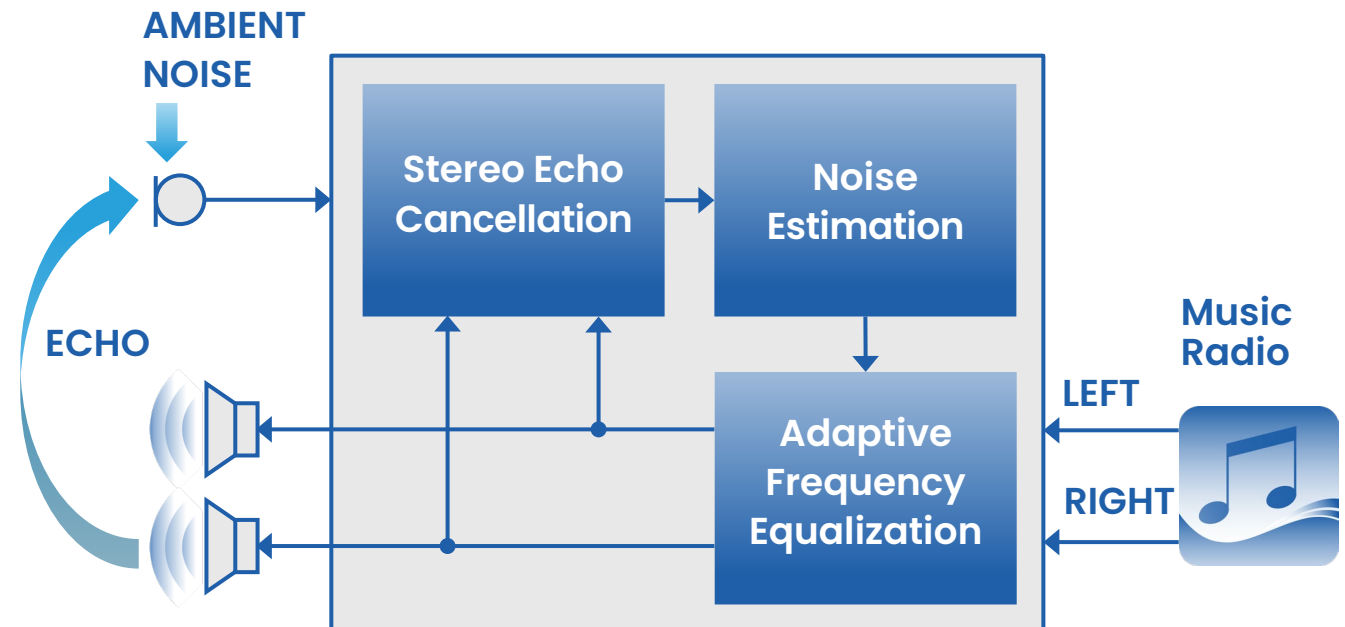 AMBIENT
NOISE
Stereo Echo
Cancellation
Noise
Estimation
ECHO
Music
Radio
LEFT
Adaptive
Frequency
Equalization
RIGHT